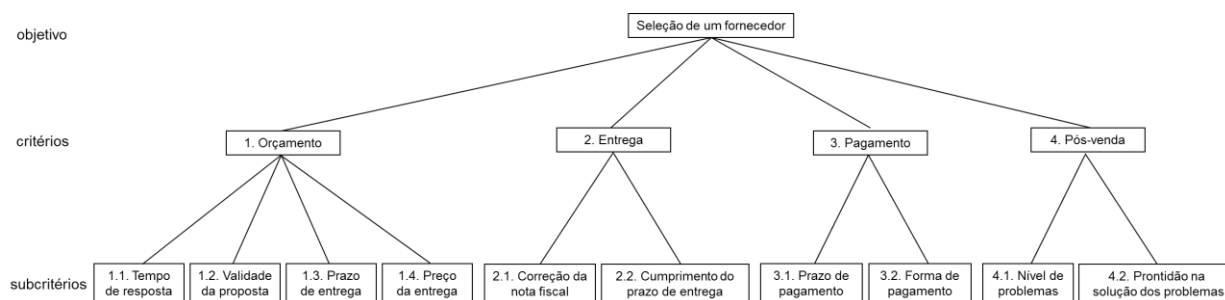 objetivo
Seleção de um fornecedor
critérios
1. Orçamento
2. Entrega
3. Pagamento
4. Pós-venda
subcritérios
1.1. Tempo
de resposta
1.2. Validade
da proposta
1.3. Prazo
de entrega
1.4. Preço
da entrega
2.1. Correção da
nota fiscal
2.2. Cumprimento do
prazo de entrega
3.1. Prazo de
pagamento
3.2. Forma de
pagamento
4.1. Nível de
problemas
4.2. Prontidão na
solução dos problemas